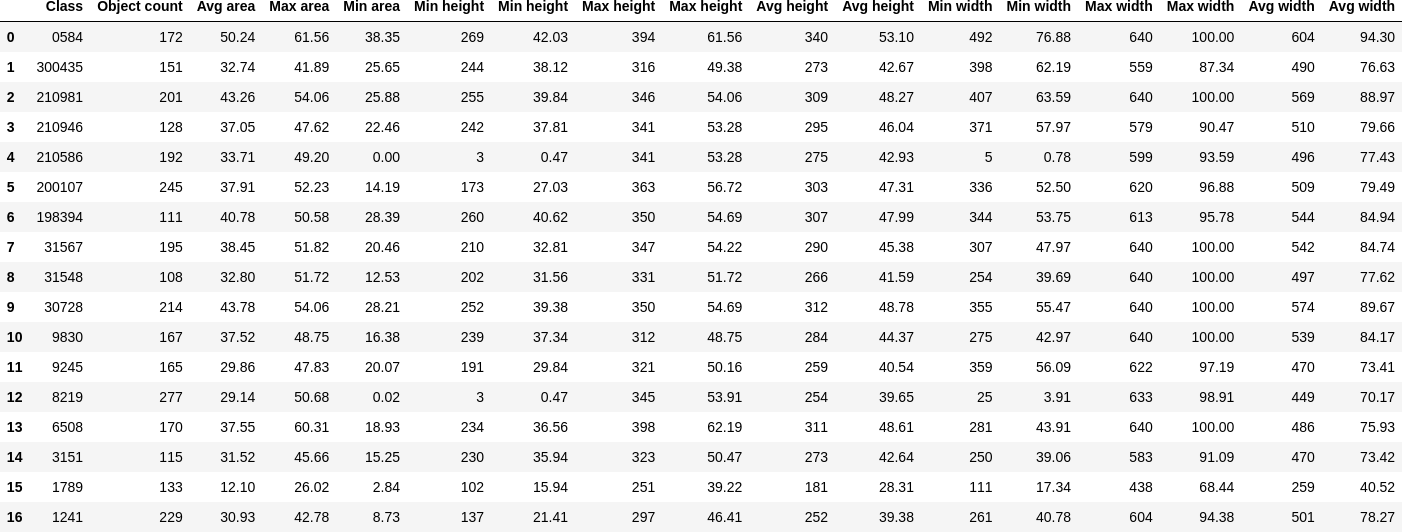 Class Object count Avg area Max area Min area Min height Min height Max height Max height Avg height Avg height Min width Min width Max width Max width Avg width Avg width
0 0584 172 50.24 61.56 38.35 269 42.03 394 61.56 340 53.10 492 76.88 640 100.00 604 94.30
1 300435 151 32.74 41.89 25.65 244 38.12 316 49.38 273 42.67 398 62.19 559 87.34 490 76.63
2 210981 201 43.26 54.06 25.88 255 39.84 346 54.06 309 48.27 407 63.59 640 100.00 569 88.97
3 210946 128 37.05 47.62 22.46 242 37.81 341 53.28 295 46.04 371 57.97 579 90.47 510 79.66
4 210586 192 33.71 49.20 0.00 3 0.47 341 53.28 275 42.93 5 0.78 599 93.59 496 77.43
5 200107 245 37.91 52.23 14.19 173 27.03 363 56.72 303 47.31 336 52.50 620 96.88 509 79.49
6 198394 111 40.78 50.58 28.39 260 40.62 350 54.69 307 47.99 344 53.75 613 95.78 544 84.94
7 31567 195 38.45 51.82 20.46 210 32.81 347 54.22 290 45.38 307 47.97 640 100.00 542 84.74
8 31548 108 32.80 51.72 12.53 202 31.56 331 51.72 266 41.59 254 39.69 640 100.00 497 77.62
9 30728 214 43.78 54.06 28.21 252 39.38 350 54.69 312 48.78 355 55.47 640 100.00 574 89.67
10 9830 167 37.52 48.75 16.38 239 37.34 312 48.75 284 44.37 275 42.97 640 100.00 539 84.17
11 9245 165 29.86 47.83 20.07 191 29.84 321 50.16 259 40.54 359 56.09 622 97.19 470 73.41
12 8219 277 29.14 50.68 0.02 3 0.47 345 53.91 254 39.65 25 3.91 633 98.91 449 70.17
13 6508 170 37.55 60.31 18.93 234 36.56 398 62.19 311 48.61 281 43.91 640 100.00 486 75.93
14 3151 115 31.52 45.66 15.25 230 35.94 323 50.47 273 42.64 250 39.06 583 91.09 470 73.42
15 1789 133 12.10 26.02 2.84 102 15.94 251 39.22 181 28.31 111 17.34 438 68.44 259 40.52
16 1241 229 30.93 42.78 8.73 137 21.41 297 46.41 252 39.38 261 40.78 604 94.38 501 78.27